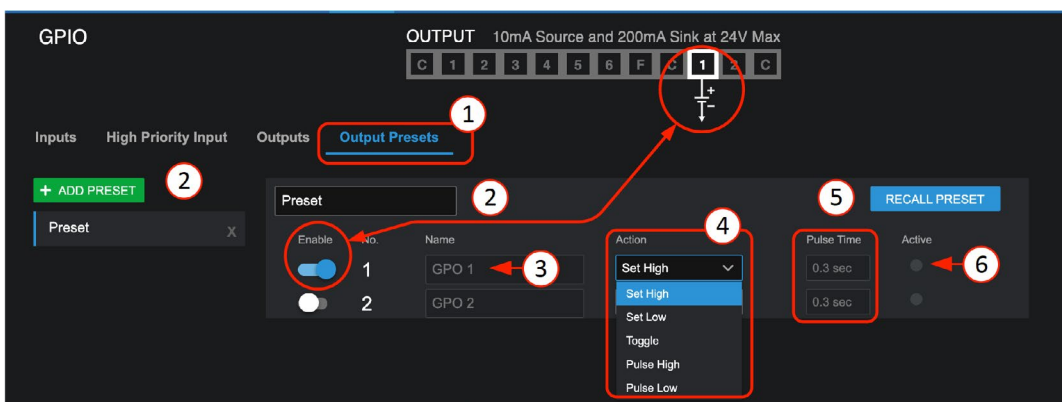 GPIO
OUTPUT 10mA Source and 200mA Sink at 24V Max
C 1 2 3 4 5 6 F C 1 2 C
+
-
1
Inputs High Priority Input Outputs Output Presets
+ ADD PRESET 2
Preset 2 5 RECALL PRESET
Preset X
Enable No. Name Action 4 Pulse Time Active
1 GPO 1 3 Set High 0.3 sec 6
2 GPO 2 Set High 0.3 sec
Set Low
Toggle
Pulse High
Pulse Low